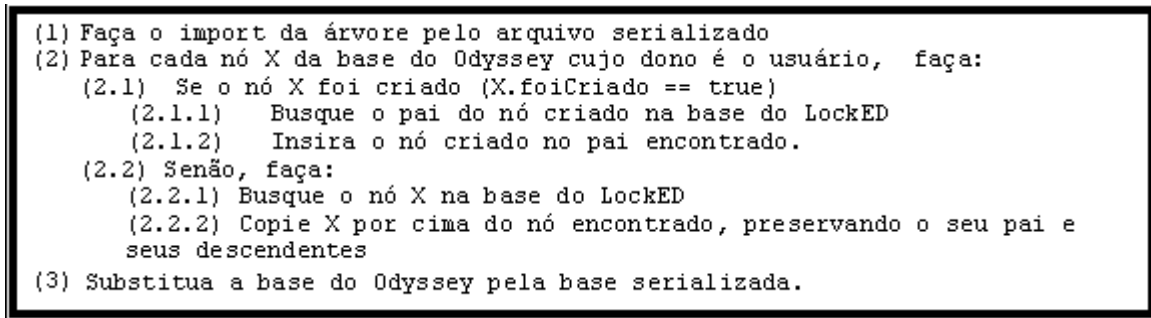 (1) Faça o import da árvore pelo arquivo serializado
(2) Para cada nó X da base do Odyssey cujo dono é o usuário, faça:
(2.1) Se o nó X foi criado (X.foiCriado == true)
(2.1.1) Busque o pai do nó criado na base do LockED
(2.1.2) Insira o nó criado no pai encontrado.
(2.2) Senão, faça:
(2.2.1) Busque o nó X na base do LockED
(2.2.2) Copie X por cima do nó encontrado, preservando o seu pai e
seus descendentes
(3) Substitua a base do Odyssey pela base serializada.